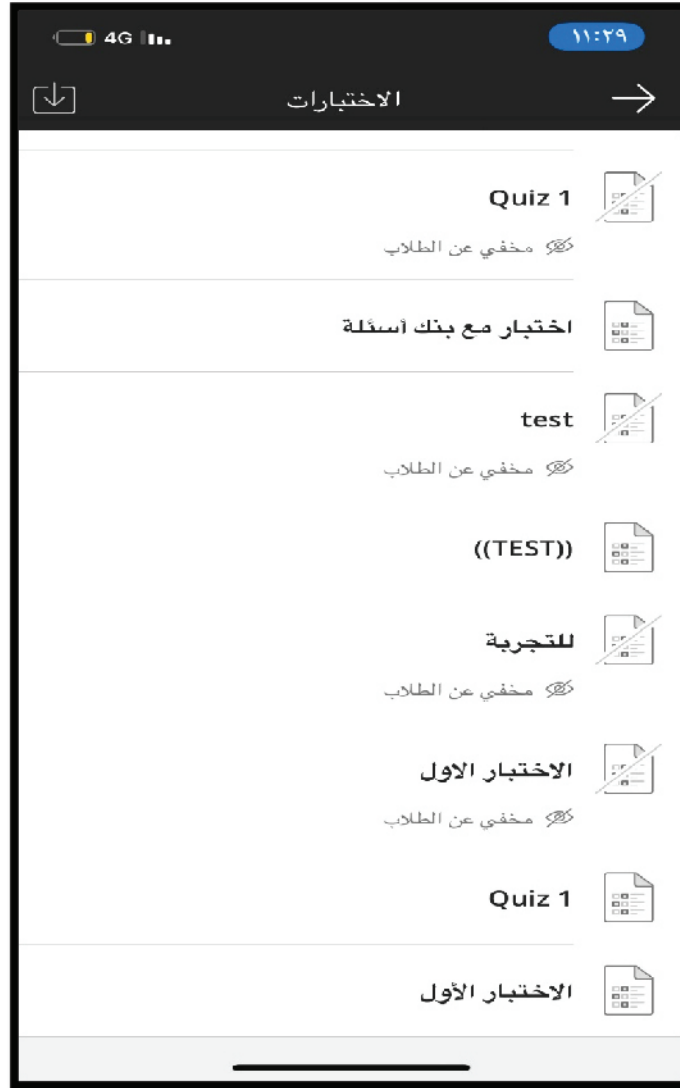 4G ١١:٢٩
الاختبارات
Quiz 1
مخفي عن الطلاب
اختبار مع بنك أسئلة
test
مخفي عن الطلاب
((TEST))
للتجربة
مخفي عن الطلاب
الاختبار الاول
مخفي عن الطلاب
Quiz 1
الاختبار الأول